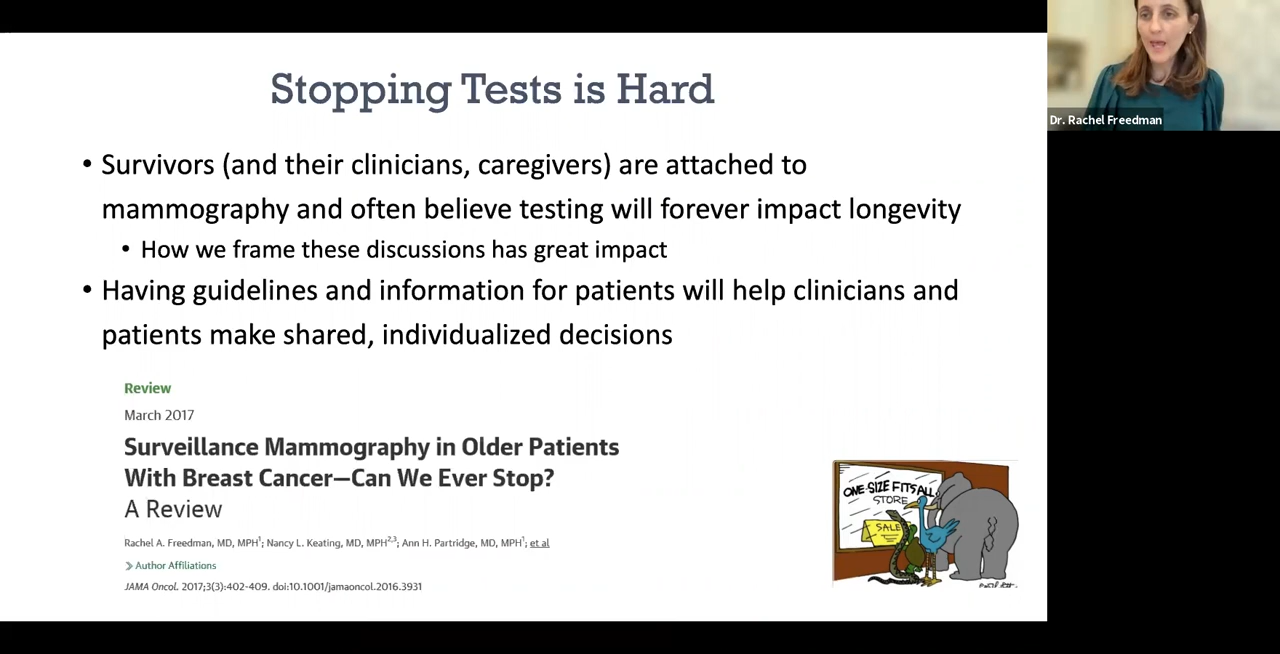 Stopping Tests is Hard
• Survivors (and their clinicians, caregivers) are attached to
mammography and often believe testing will forever impact longevity
• How we frame these discussions has great impact
• Having guidelines and information for patients will help clinicians and
patients make shared, individualized decisions
Review
March 2017
Surveillance Mammography in Older Patients
With Breast Cancer—Can We Ever Stop?
A Review
Rachel A. Freedman, MD, MPH1; Nancy L. Keating, MD, MPH2,3; Ann H. Partridge, MD, MPH1; et al
Author Affiliations
JAMA Oncol. 2017;3(3):402-409. doi:10.1001/jamaoncol.2016.3931
ONE-SIZE FITS ALL
STORE
SALE
Dr. Rachel Freedman